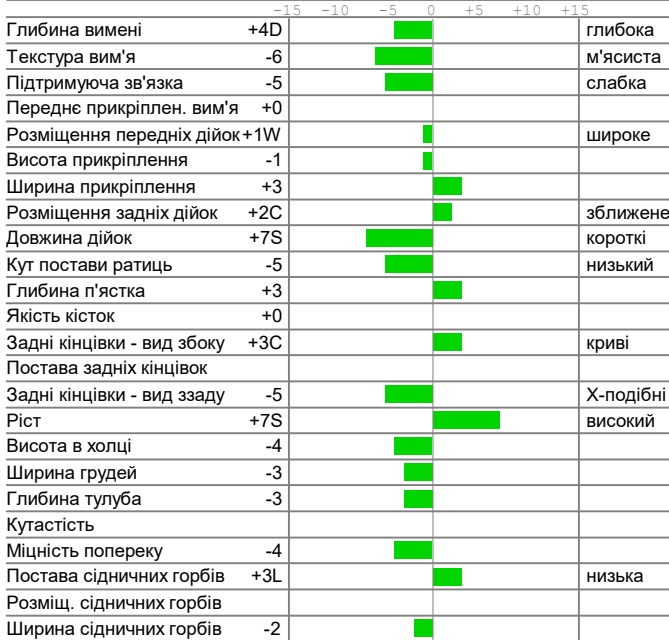 -15 -10 -5 0 +5 +10 +15
Глибина вимені +4D глибока
Текстура вим'я -6 м'ясиста
Підтримуюча зв'язка -5 слабка
Переднє прикріплен. вим'я +0
Розміщення передніх дійок +1W широке
Висота прикріплення -1
Ширина прикріплення +3
Розміщення задніх дійок +2C зближене
Довжина дійок +7S короткі
Кут постави ратиць -5 низький
Глибина п'ястка +3
Якість кісток +0
Задні кінцівки - вид збоку +3C криві
Постава задніх кінцівок
Задні кінцівки - вид ззаду -5 Х-подібні
Ріст +7S високий
Висота в холці -4
Ширина грудей -3
Глибина тулуба -3
Кутастість
Міцність попереку -4
Постава сідничних горбів +3L низька
Розміщ. сідничних горбів
Ширина сідничних горбів -2